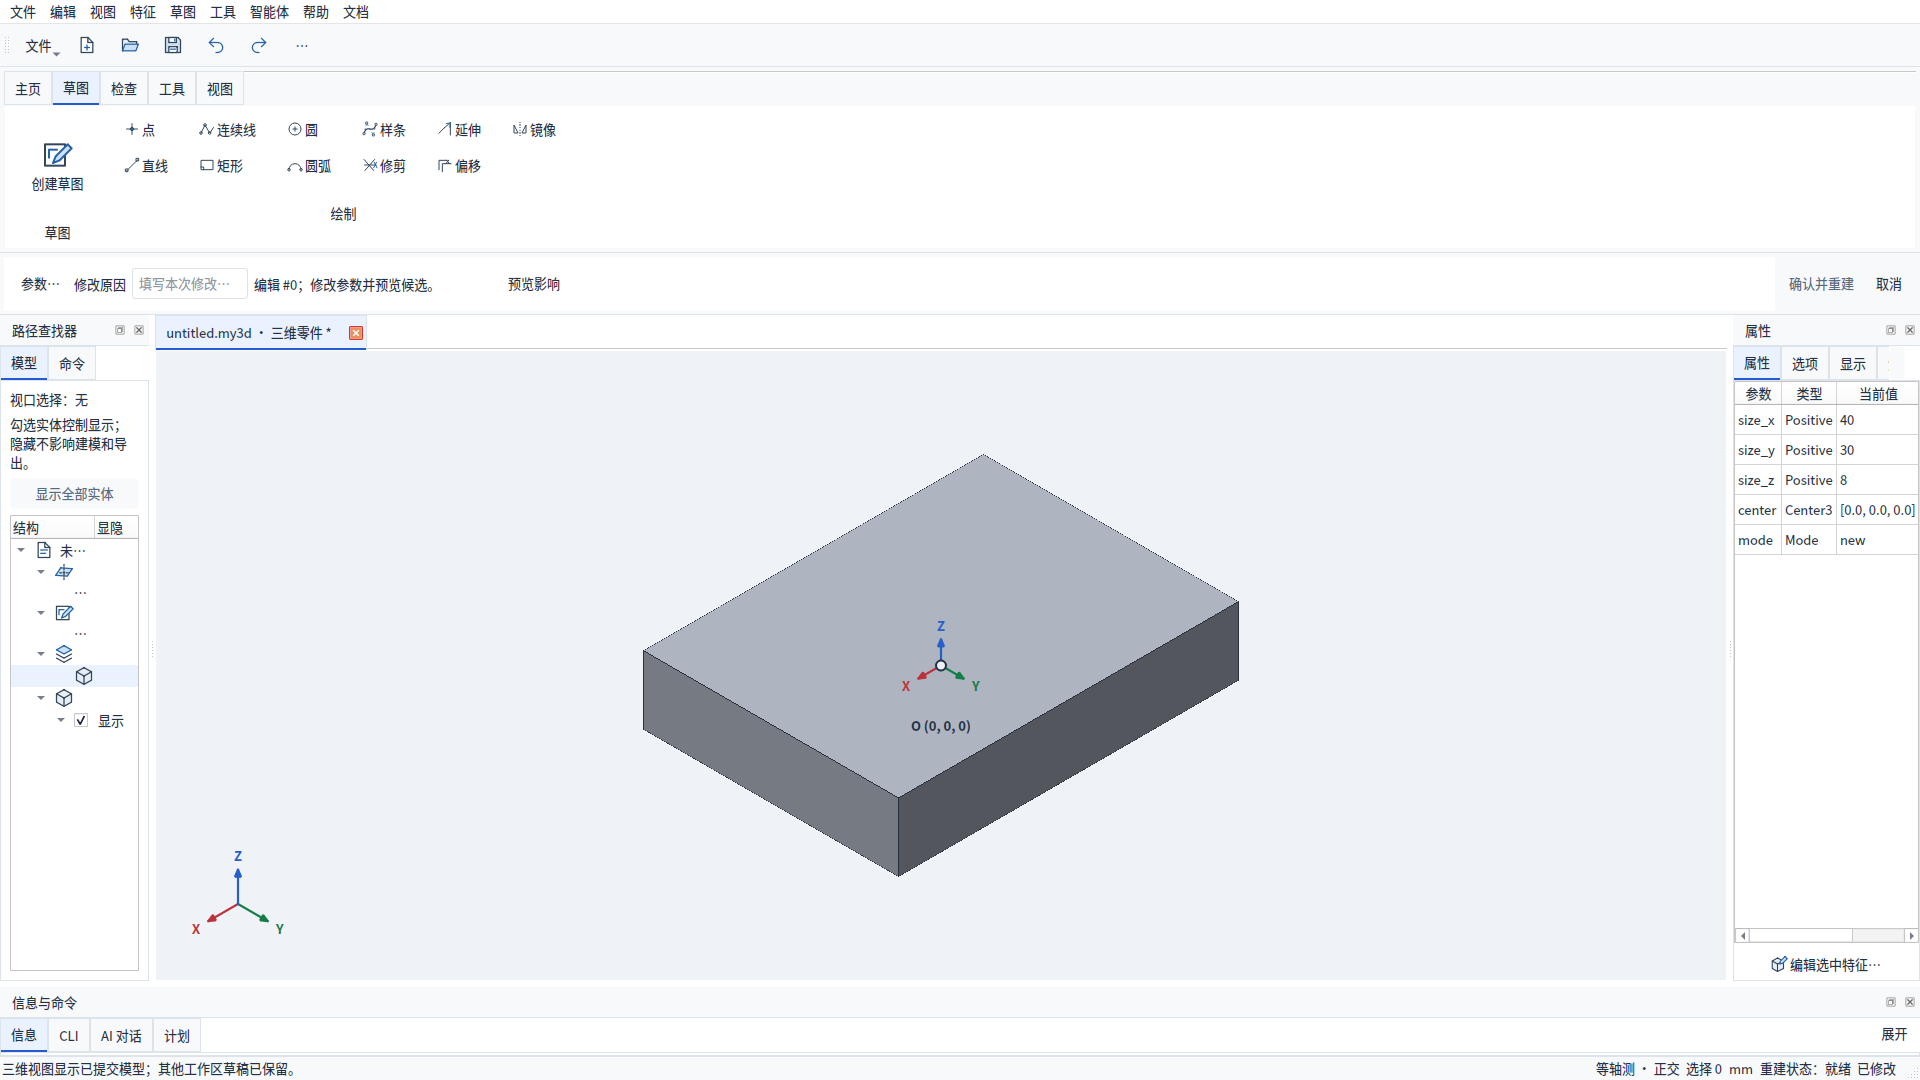 文件 编辑 视图 特征 草图 工具 智能体 帮助 文档
文件 ...
主页 草图 检查 工具 视图
点 连续线 圆 样条 延伸 镜像
直线 矩形 圆弧 修剪 偏移
创建草图
绘制
草图
参数… 修改原因 填写本次修改… 编辑 #0；修改参数并预览候选。 预览影响 确认并重建 取消
路径查找器
模型 命令
视口选择：无
勾选实体控制显示；
隐藏不影响建模和导
出。
显示全部实体
结构 显隐
未…
…
…
显示
untitled.my3d · 三维零件 *
Z
X Y
O (0, 0, 0)
Z
X Y
属性
属性 选项 显示
参数 类型 当前值
size_x Positive 40
size_y Positive 30
size_z Positive 8
center Center3 [0.0, 0.0, 0.0]
mode Mode new
编辑选中特征…
信息与命令
信息 CLI AI 对话 计划 展开
三维视图显示已提交模型；其他工作区草稿已保留。 等轴测 · 正交 选择 0 mm 重建状态：就绪 已修改